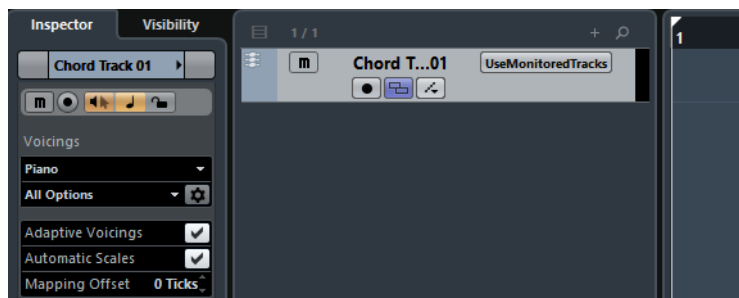 Inspector
Visibility
Chord Track 01
m
Voicings
Piano
All Options
Adaptive Voicings
Automatic Scales
Mapping Offset 0 Ticks
1 / 1
+
m Chord T...01 UseMonitoredTracks
1